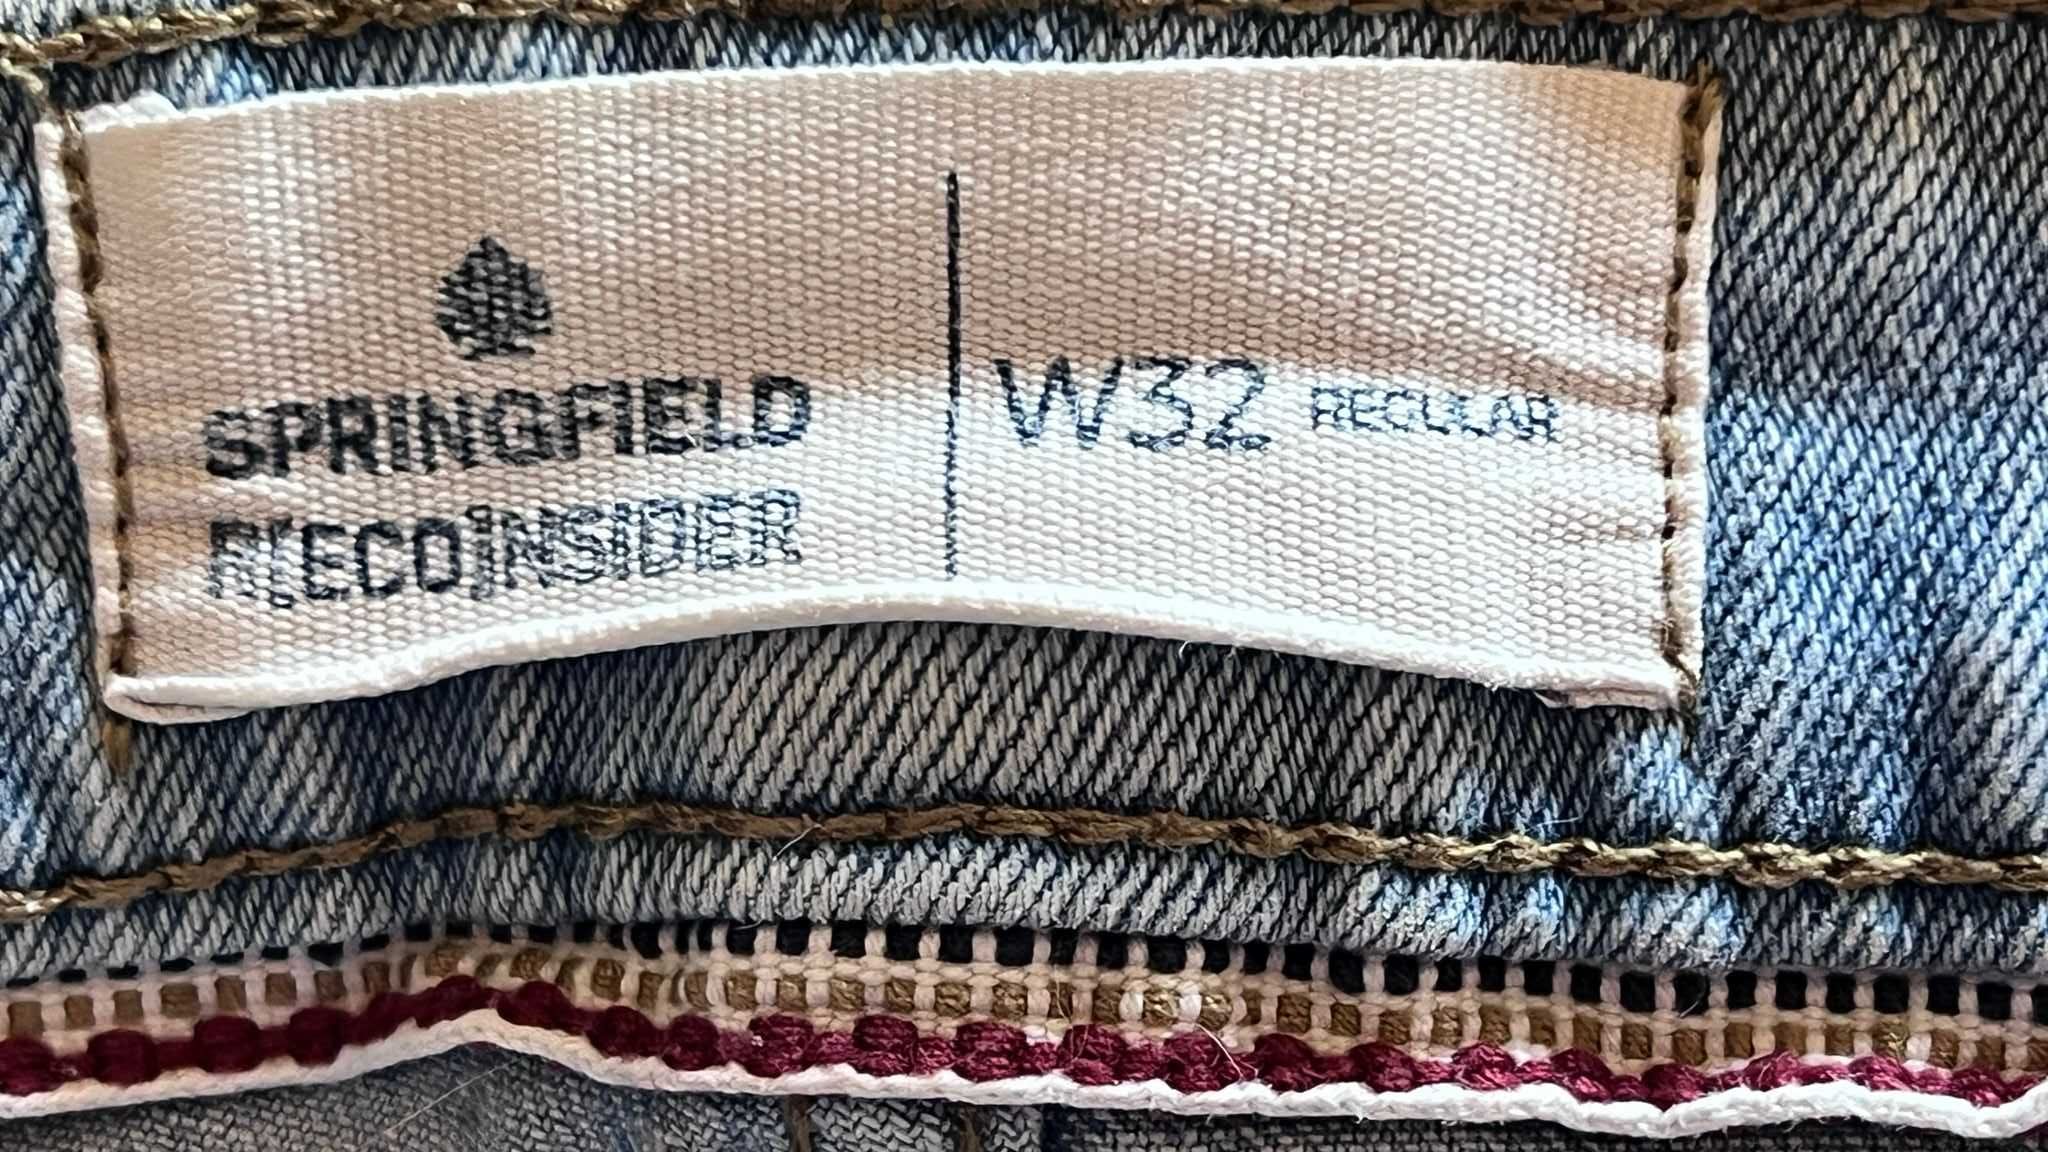 SPRINGFIELD
R[ECO]NSIDER
W32 REGULAR